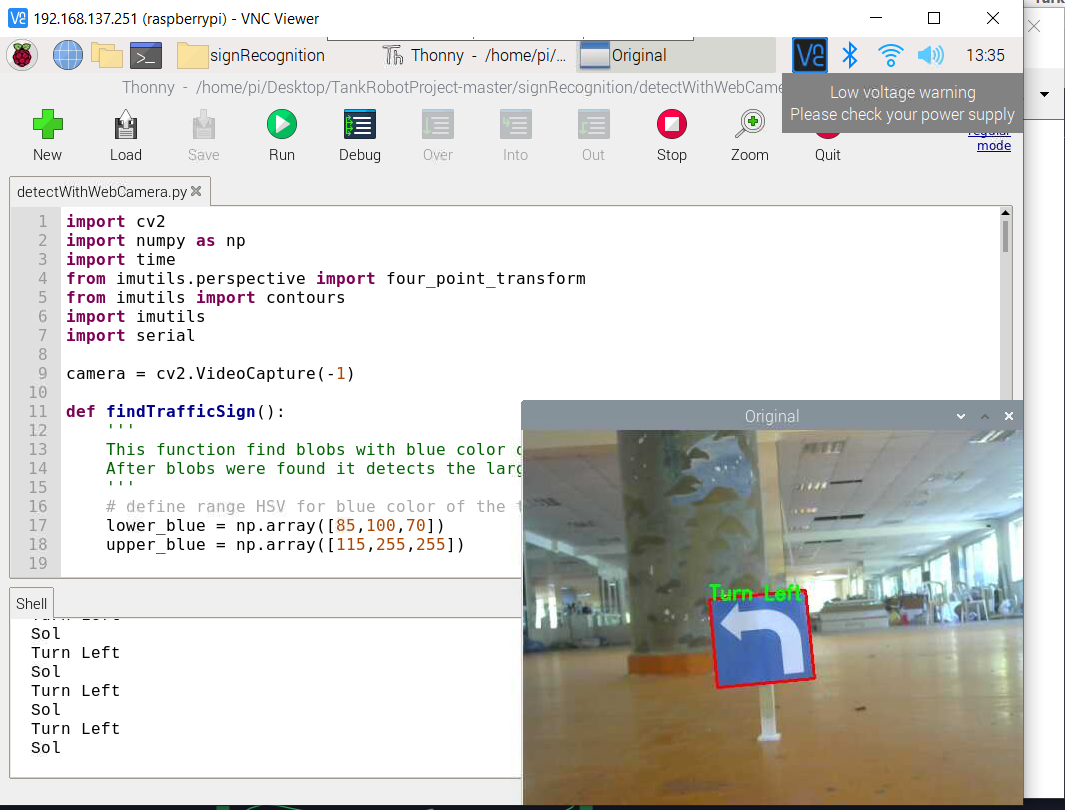 192.168.137.251 (raspberrypi) - VNC Viewer
signRecognition
Thonny - /home/pi/...
Original
13:35
Thonny - /home/pi/Desktop/TankRobotProject-master/signRecognition/detectWithWebCame
Low voltage warning
Please check your power supply
New
Load
Save
Run
Debug
Over
Into
Out
Stop
Zoom
Quit
regular
mode
detectWithWebCamera.py
1 import cv2
2 import numpy as np
3 import time
4 from imutils.perspective import four_point_transform
5 from imutils import contours
6 import imutils
7 import serial
8
9 camera = cv2.VideoCapture(-1)
10
11 def findTrafficSign():
12 '''
13 This function find blobs with blue color
14 After blobs were found it detects the larg
15 '''
16 # define range HSV for blue color of the
17 lower_blue = np.array([85,100,70])
18 upper_blue = np.array([115,255,255])
19
Original
Turn Left
Shell
Turn Left
Sol
Turn Left
Sol
Turn Left
Sol
Turn Left
Sol